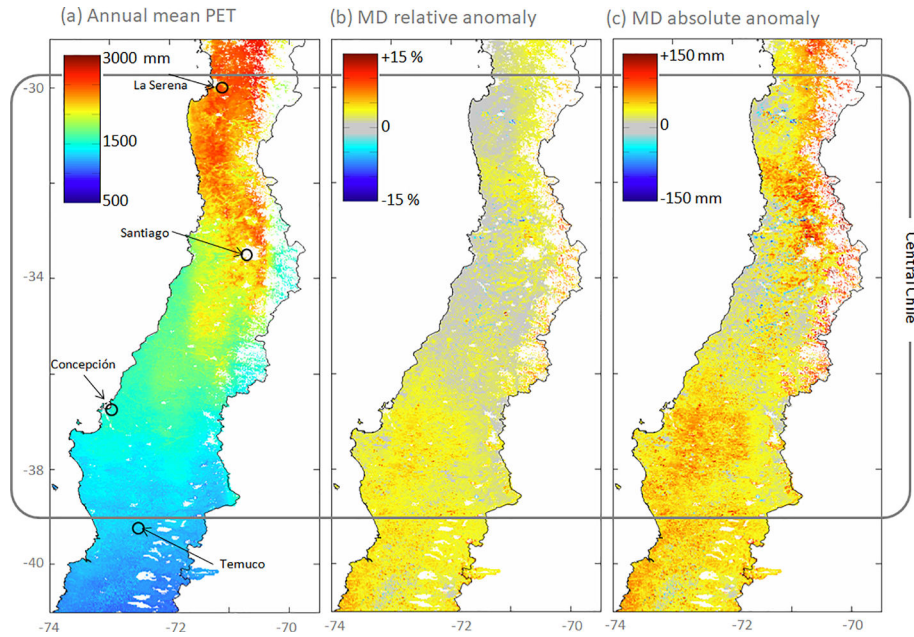 (a) Annual mean PET
(b) MD relative anomaly
(c) MD absolute anomaly
3000 mm
1500
500
+15 %
0
-15 %
+150 mm
0
-150 mm
La Serena
Santiago
Concepción
Temuco
Central Chile
-30
-32
-34
-36
-38
-40
-74
-72
-70
-74
-72
-70
-74
-72
-70